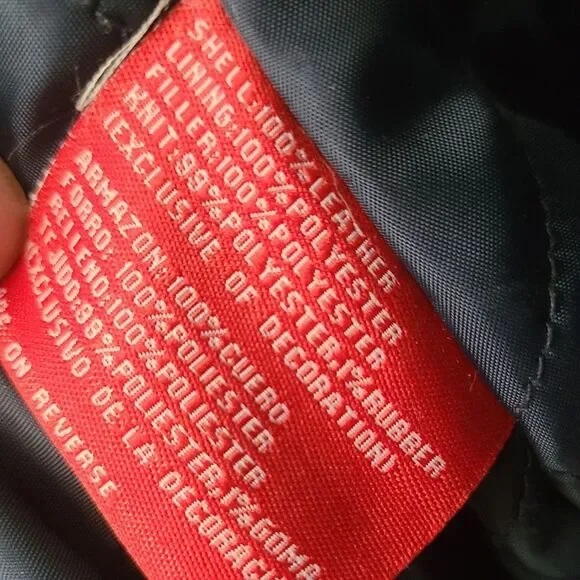 SHELL:100%LEATHER
LINING:100%POLYESTER
FILLER:100%POLYESTER
KNIT:99%POLYESTER,1%RUBBER
(EXCLUSIVE OF DECORATION)
ARMAZON:100%CUERO
FORRO:100%POLIESTER
RELLENO:100%POLIESTER
TEJIDO:99%POLIESTER,1%GOMA
EXCLUSIVO DE LA DECORAC
ON REVERSE